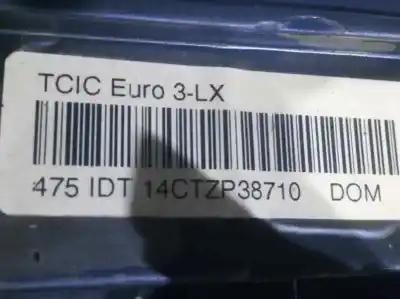 TCIC Euro 3-LX
475 IDT 14CTZP38710 DOM